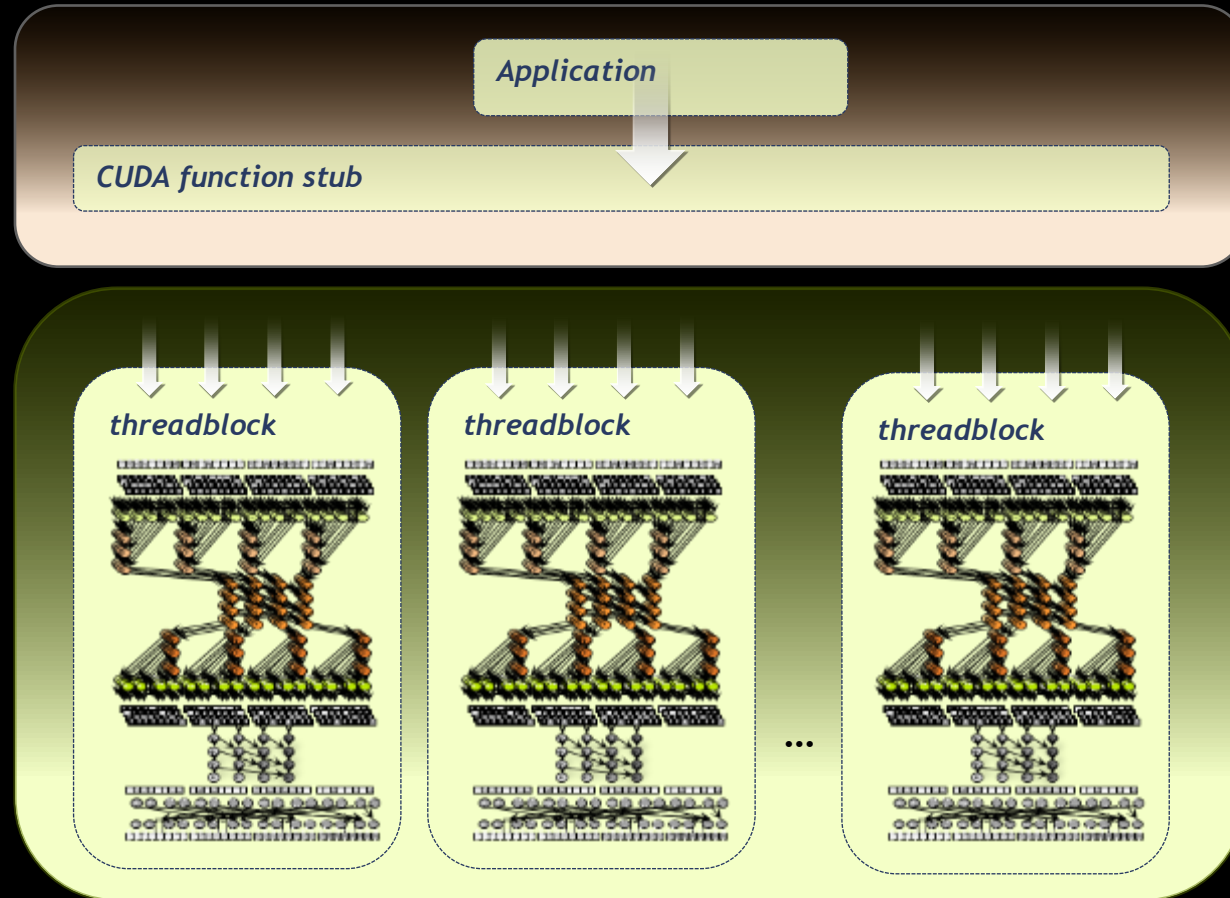 Application
CUDA function stub
threadblock
threadblock
threadblock
...